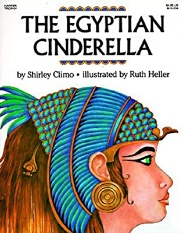 THE EGYPTIAN
CINDERELLA
by Shirley Climo • illustrated by Ruth Heller